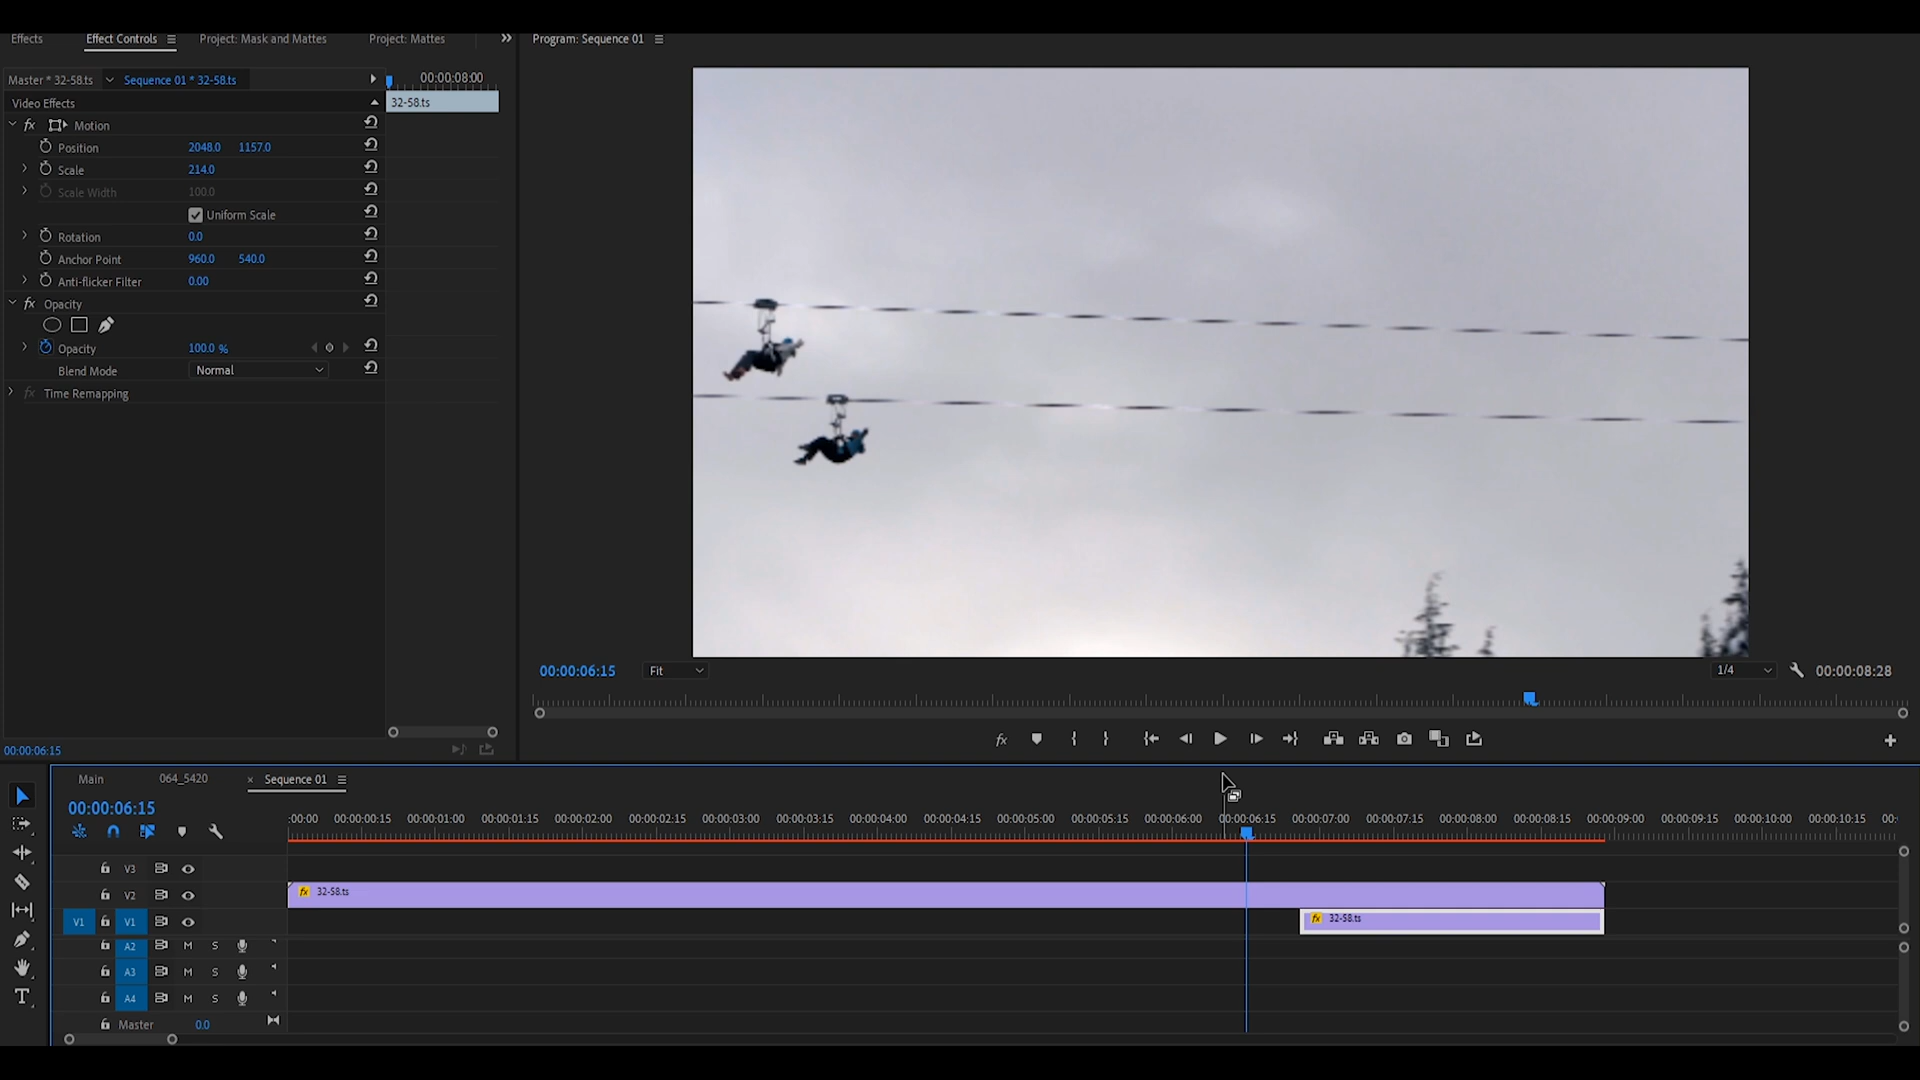 Effects Effect Controls Project: Mask and Mattes Project: Mattes Program: Sequence 01
Master * 32-58.ts Sequence 01 * 32-58.ts 00:00:08:00
Video Effects 32-58.ts
fx Motion
Position 2048.0 1157.0
Scale 214.0
Scale Width 100.0
Uniform Scale
Rotation 0.0
Anchor Point 960.0 540.0
Anti-flicker Filter 0.00
fx Opacity
Opacity 100.0 %
Blend Mode Normal
fx Time Remapping
00:00:06:15 Fit 1/4 00:00:08:28
fx
00:00:06:15
Main 064_5420 × Sequence 01
00:00:06:15
:00:00 00:00:00:15 00:00:01:00 00:00:01:15 00:00:02:00 00:00:02:15 00:00:03:00 00:00:03:15 00:00:04:00 00:00:04:15 00:00:05:00 00:00:05:15 00:00:06:00 00:00:06:15 00:00:07:00 00:00:07:15 00:00:08:00 00:00:08:15 00:00:09:00 00:00:09:15 00:00:10:00 00:00:10:15 00:
V3
V2 fx 32-58.ts
V1 V1 fx 32-58.ts
A2 M S
A3 M S
A4 M S
Master 0.0